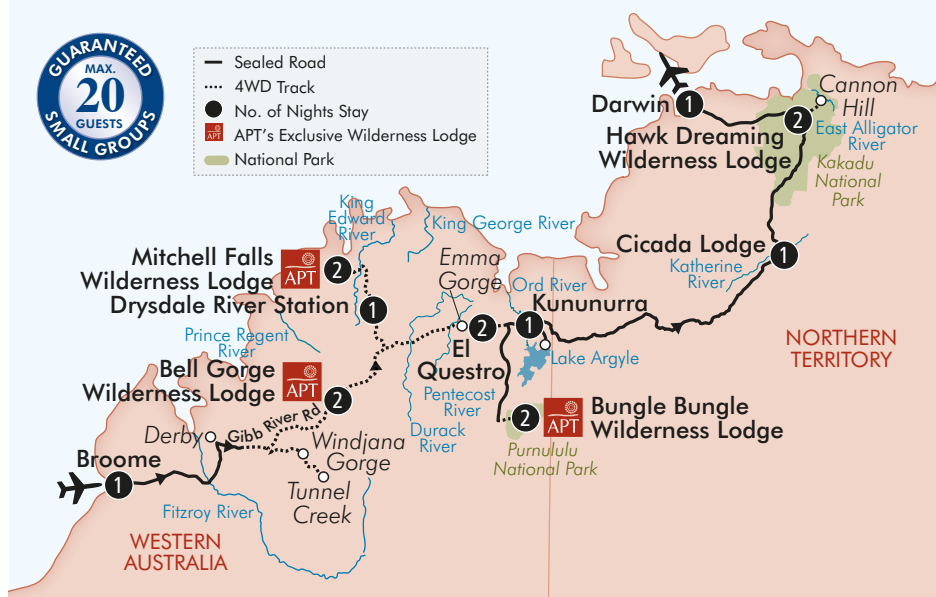 GUARANTEED
MAX.
20
GUESTS
SMALL GROUPS
Sealed Road
4WD Track
No. of Nights Stay
APT
APT's Exclusive Wilderness Lodge
National Park
Darwin
1
Cannon
Hill
2
Hawk Dreaming
Wilderness Lodge
East Alligator
River
Kakadu
National
Park
Cicada Lodge
1
Katherine
River
NORTHERN
TERRITORY
King
Edward
River
King George River
Mitchell Falls
Wilderness Lodge
APT
2
Drysdale River Station
1
Emma
Gorge
Ord River
Kununurra
1
2
El
Questro
Lake Argyle
Prince Regent
River
Bell Gorge
Wilderness Lodge
APT
2
Pentecost
River
Durack
River
2
APT
Bungle Bungle
Wilderness Lodge
Purnululu
National Park
Gibb River Rd
Derby
Windjana
Gorge
Tunnel
Creek
Broome
1
Fitzroy River
WESTERN
AUSTRALIA